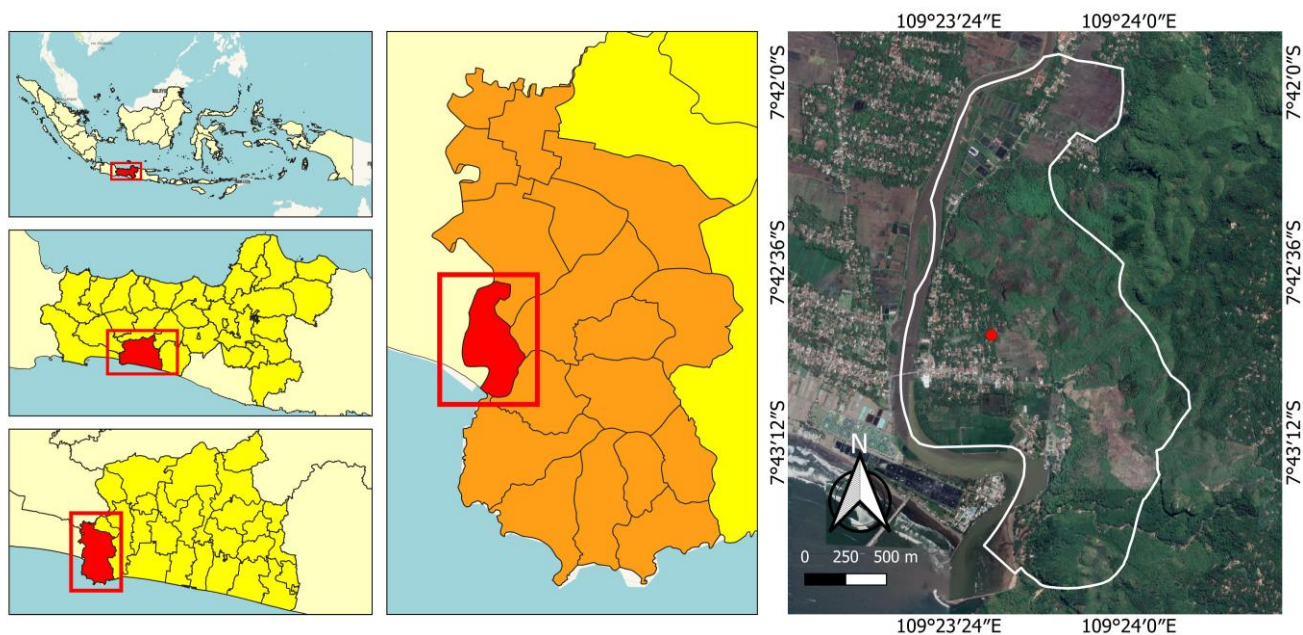 109°23′24″E 109°24′0″E
7°42′0″S 7°42′0″S
7°42′36″S 7°42′36″S
7°43′12″S 7°43′12″S
N
0 250 500 m
109°23′24″E 109°24′0″E